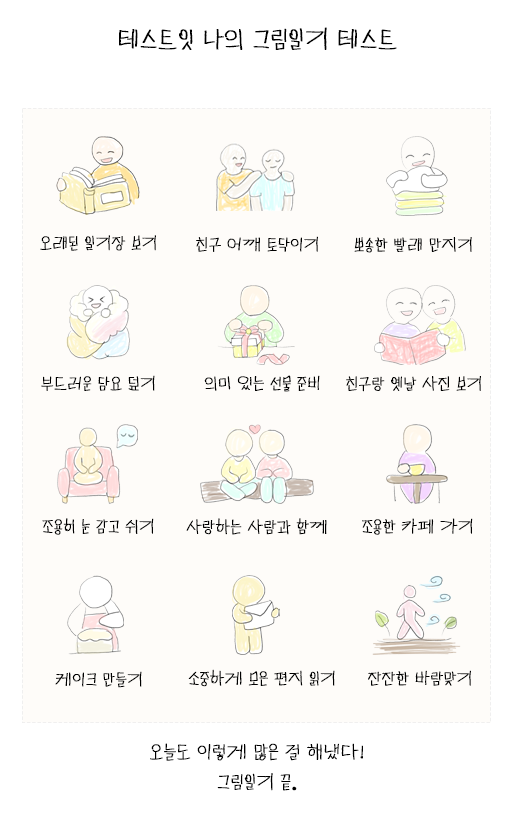 테스트잇 나의 그림일기 테스트
오래된 일기장 보기
친구 어깨 토닥이기
뽀송한 빨래 만지기
부드러운 담요 덮기
의미 있는 선물 준비
친구랑 옛날 사진 보기
조용히 눈 감고 쉬기
사랑하는 사람과 함께
조용한 카페 가기
케이크 만들기
소중하게 모은 편지 읽기
잔잔한 바람맞기
오늘도 이렇게 많은 걸 해냈다!
그림일기 끝.